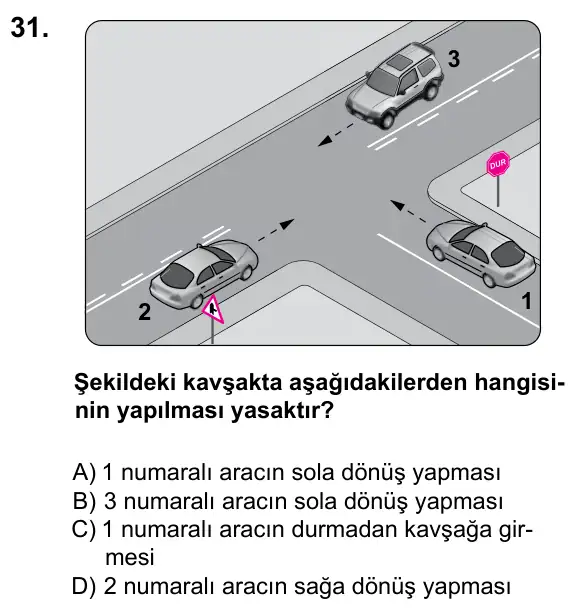 31.
3
DUR
1
2
Şekildeki kavşakta aşağıdakilerden hangisi-
nin yapılması yasaktır?
A) 1 numaralı aracın sola dönüş yapması
B) 3 numaralı aracın sola dönüş yapması
C) 1 numaralı aracın durmadan kavşağa gir-
mesi
D) 2 numaralı aracın sağa dönüş yapması